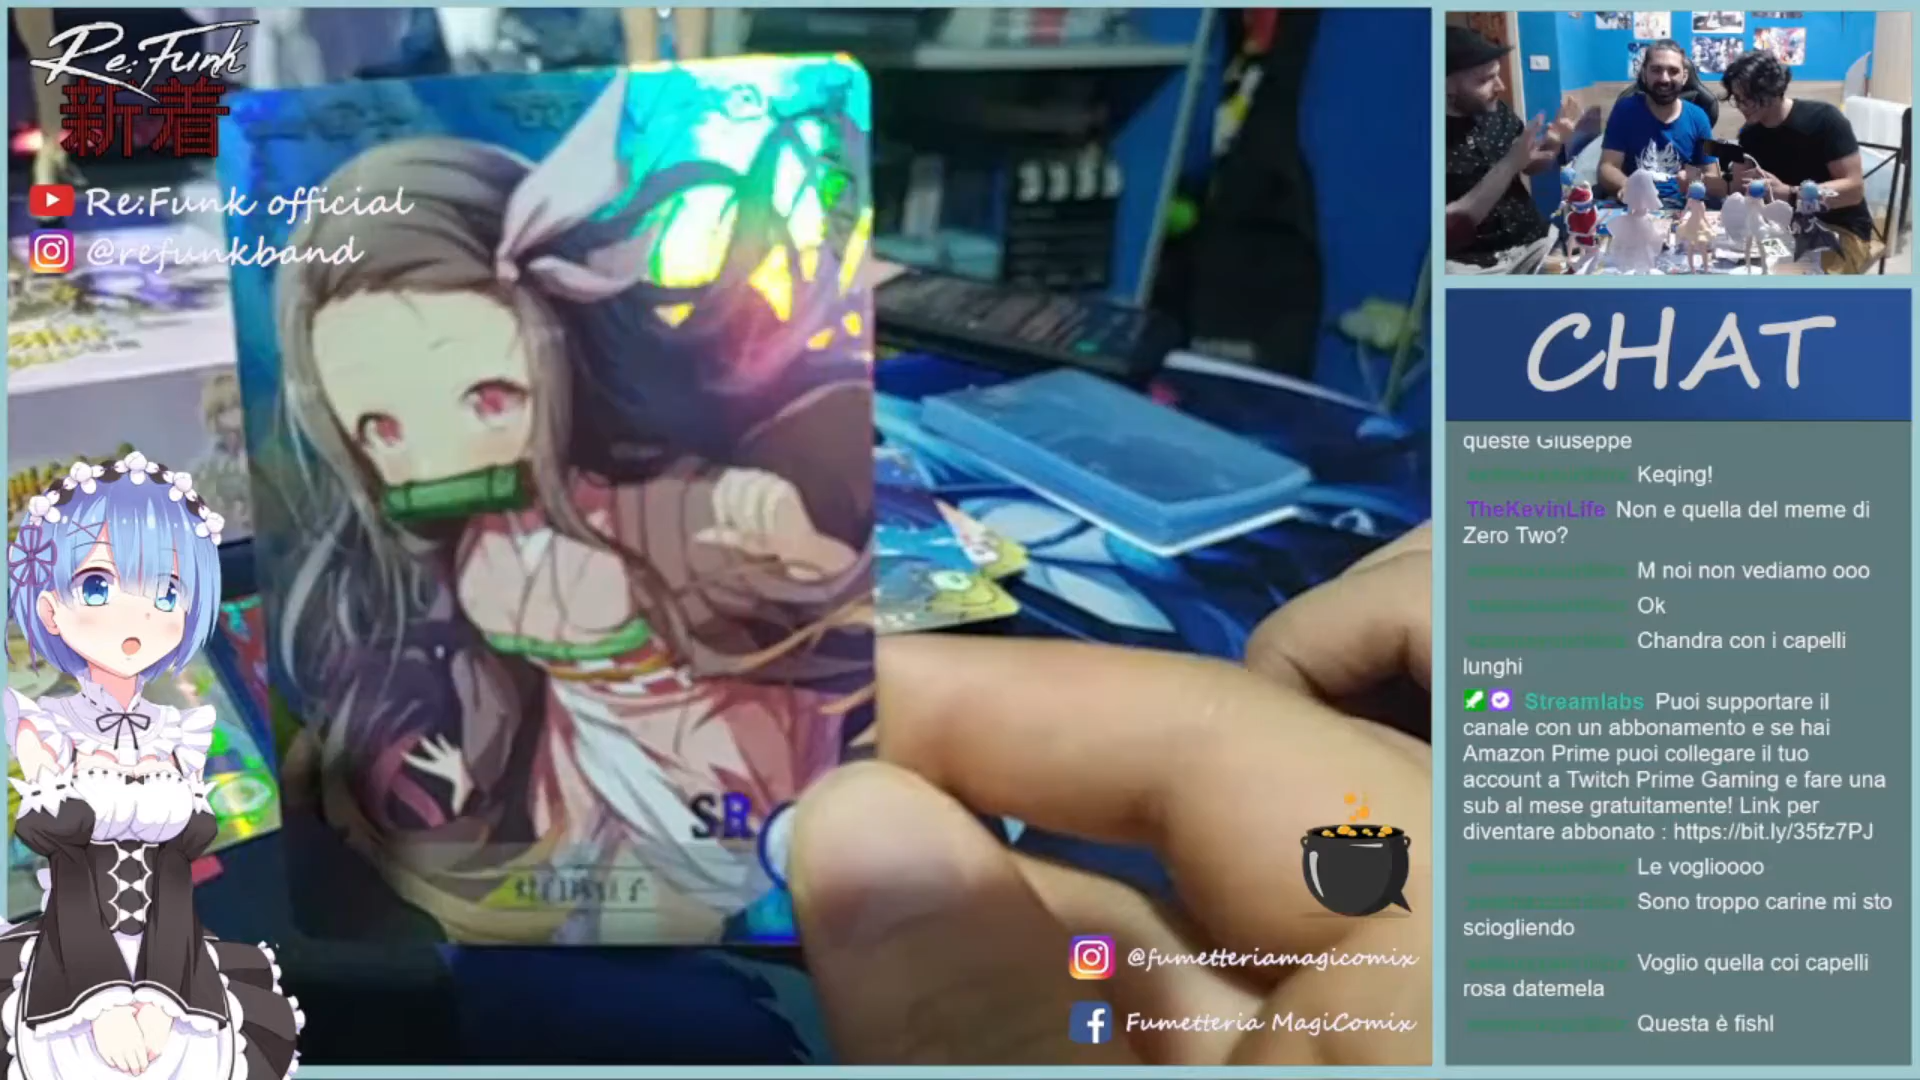 Re:Funk
新着
Re:Funk official
@refunkband
SR
@fumetteriamagicomix
Fumetteria MagiComix
CHAT
queste Giuseppe
Keqing!
TheKevinLife Non e quella del meme di
Zero Two?
M noi non vediamo ooo
Ok
Chandra con i capelli
lunghi
Streamlabs Puoi supportare il
canale con un abbonamento e se hai
Amazon Prime puoi collegare il tuo
account a Twitch Prime Gaming e fare una
sub al mese gratuitamente! Link per
diventare abbonato : https://bit.ly/35fz7PJ
Le voglioooo
Sono troppo carine mi sto
sciogliendo
Voglio quella coi capelli
rosa datemela
Questa è fishl